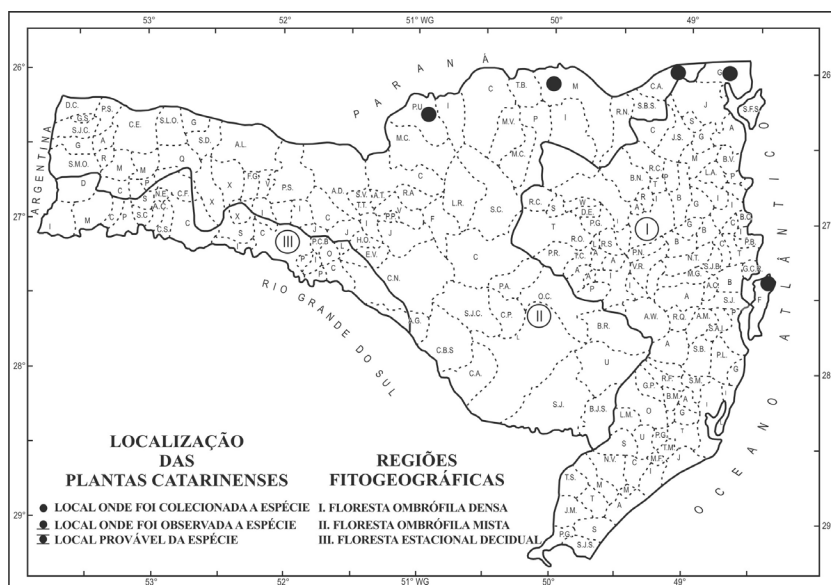 53° 52° 51° WG 50° 49°
26° 26°
PARANÁ
ARGENTINA
27° 27°
RIO GRANDE DO SUL
OCEANO ATLÂNTICO
28° 28°
29° 29°
D.C. P.S. C.E. S.L.O. G S.D. A.L.
G.S. S.J.C. S.M.O.
P.U. I C T.B. M C.A. G
M.C. M.V. P I R.N. S.B.S. J S.F.S.
M.C. C J.S. G A
R.C. B.N. M L.A. B.V.
N.E. A.C. S.C. C.F. C.S.
F.G. P.S. A.D. S.V. A.T. R.A.
T.T. P.P. H.O. E.V. C.N. A.G.
L.R. S.C. R.C. W D.E. P.G.
R.O. L R.S. T.C. P.R. P.N. V.R.
B.Q. P.B. G.C.R. N.T. S.J.B. M.G. A.Q. S.J. F
P.A. O.C. S.J.C. C.P. A.W. R.Q. A.M. S.A.I.
C.B.S C.A. B.R. U S.J. B.J.S.
S.B. P.L. R.F. S.M. G.P. B.M. L.M.
P.G. T.M. M.F. N.V. T.S. J.M. P.G. S.J.S.
I
II
III
LOCALIZAÇÃO
DAS
PLANTAS CATARINENSES
LOCAL ONDE FOI COLECIONADA A ESPÉCIE
LOCAL ONDE FOI OBSERVADA A ESPÉCIE
LOCAL PROVÁVEL DA ESPÉCIE
REGIÕES
FITOGEOGRÁFICAS
I. FLORESTA OMBRÓFILA DENSA
II. FLORESTA OMBRÓFILA MISTA
III. FLORESTA ESTACIONAL DECIDUAL
53° 52° 51° WG 50° 49°